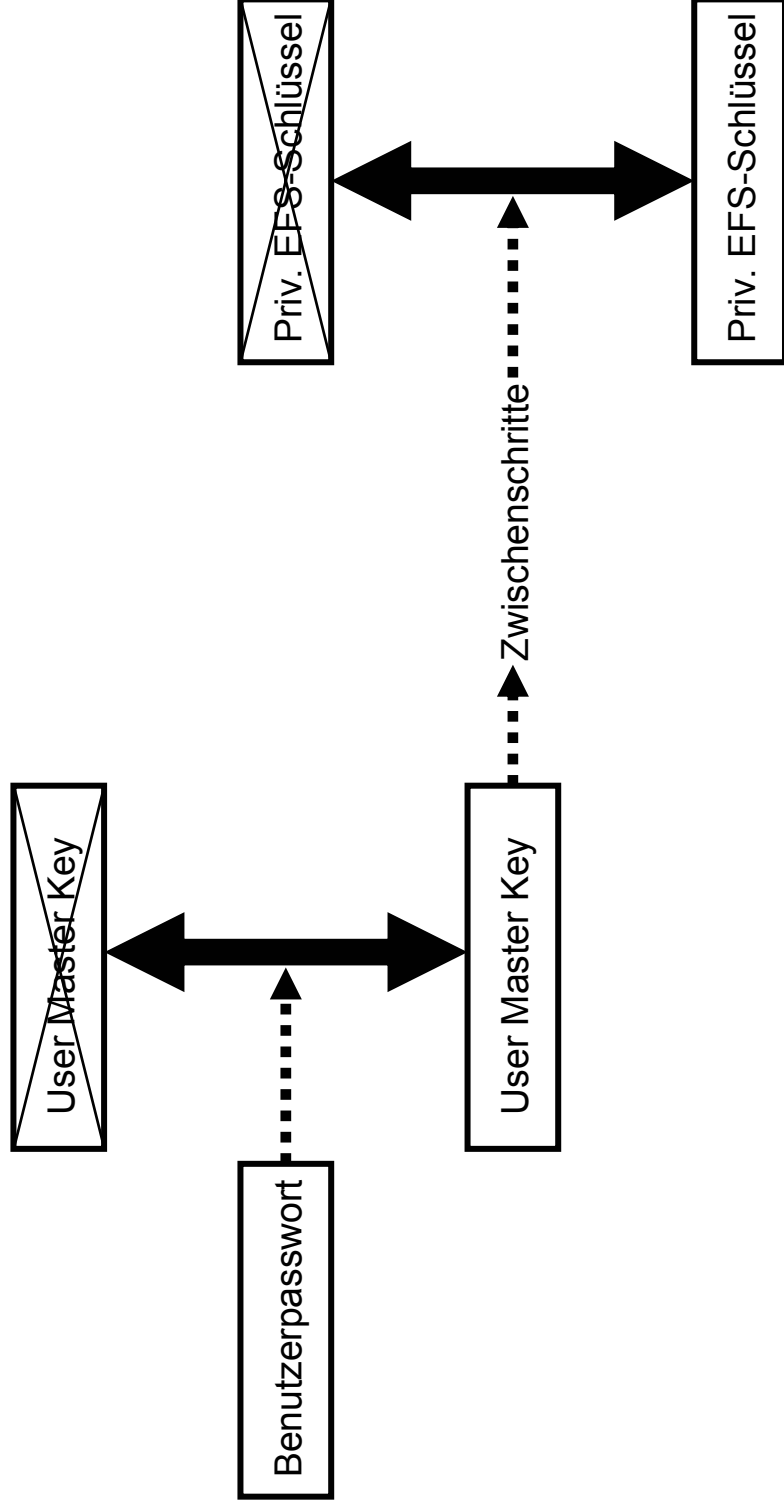 User Master Key
Benutzerpasswort
Priv. EFS-Schlüssel
User Master Key
Zwischenschritte
Priv. EFS-Schlüssel